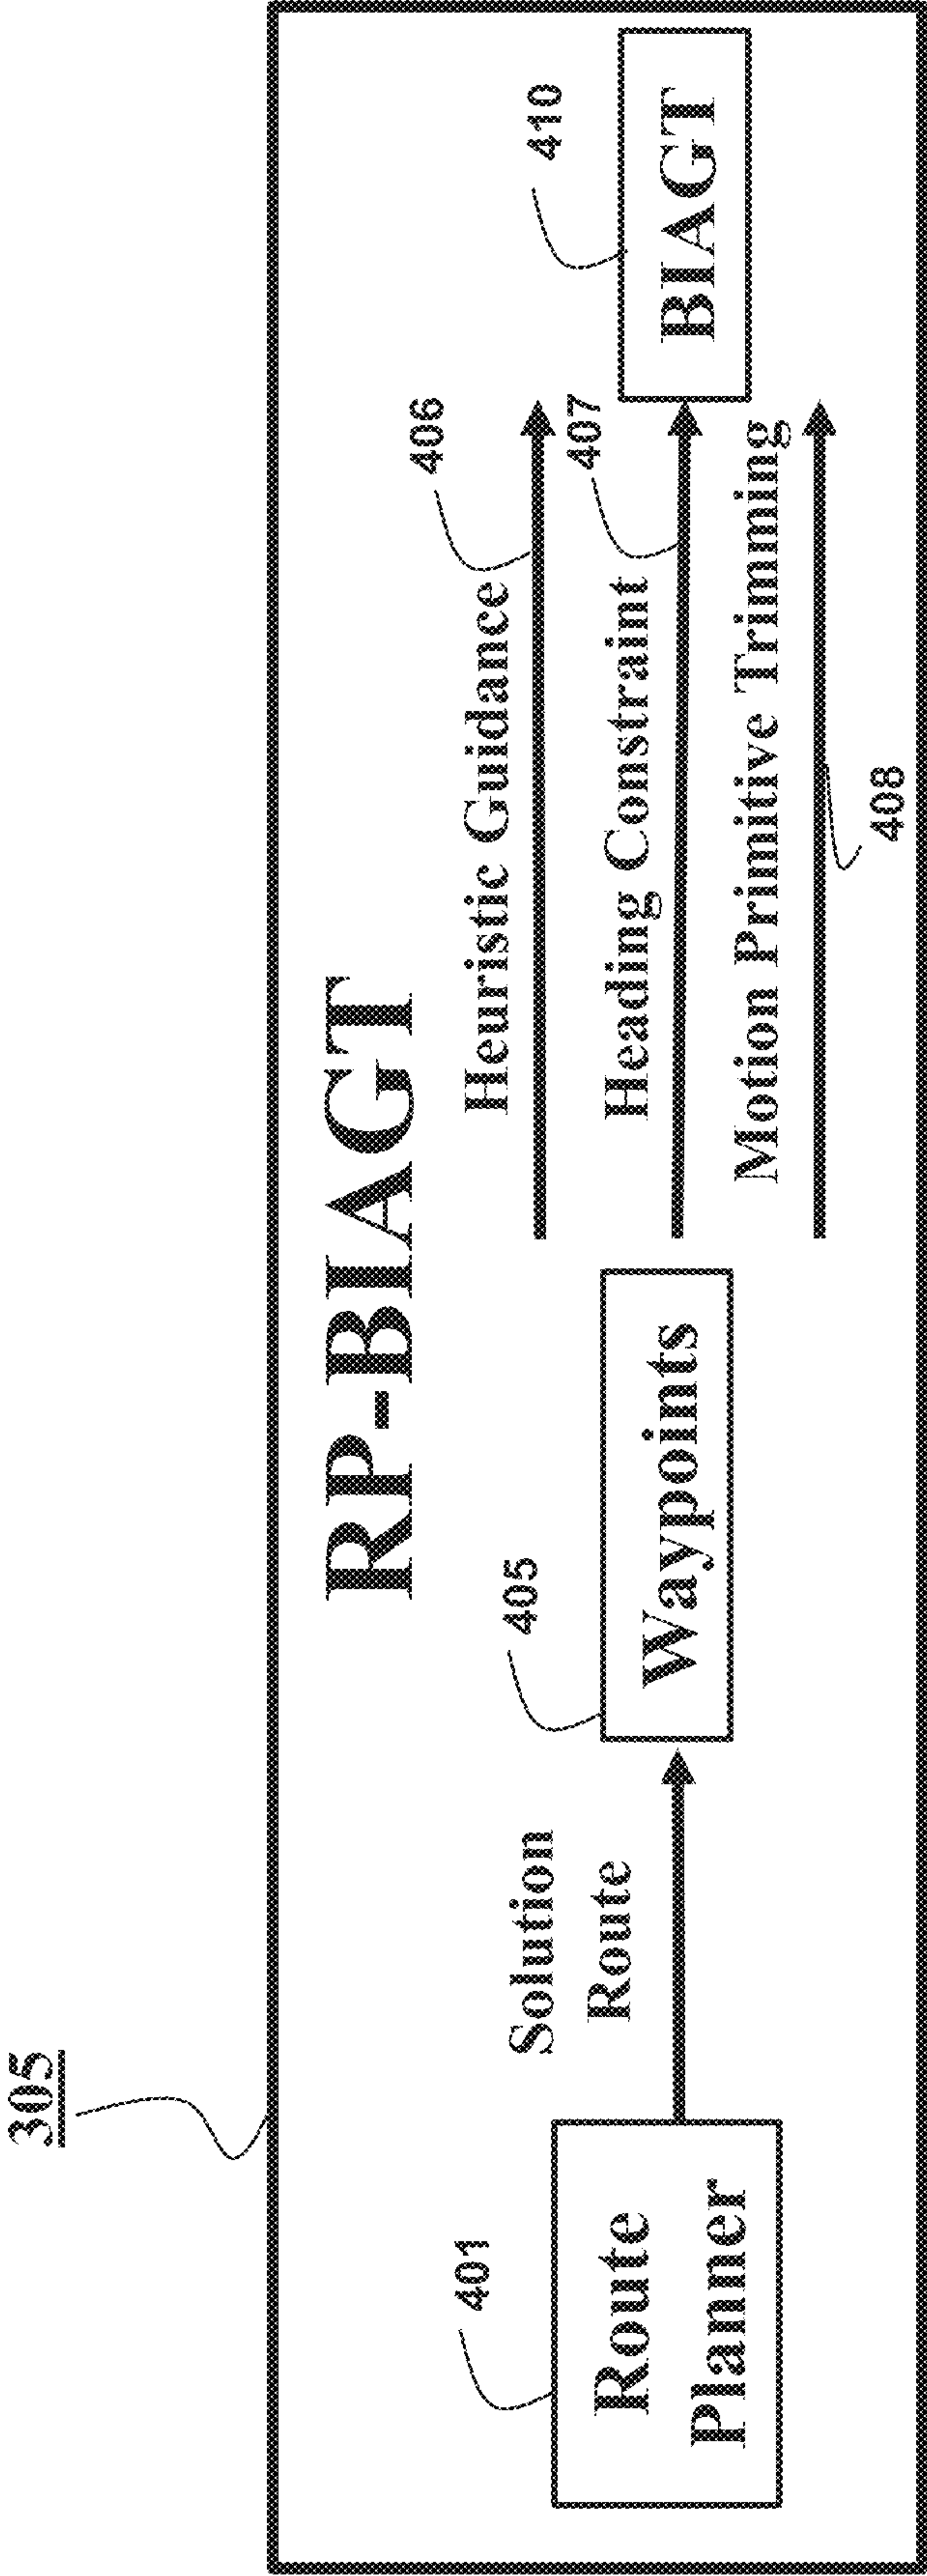 305
RP-BIAGT
401
Route
Planner
Solution
Route
405
Waypoints
406
Heuristic Guidance
407
Heading Constraint
Motion Primitive Trimming
408
410
BIAGT